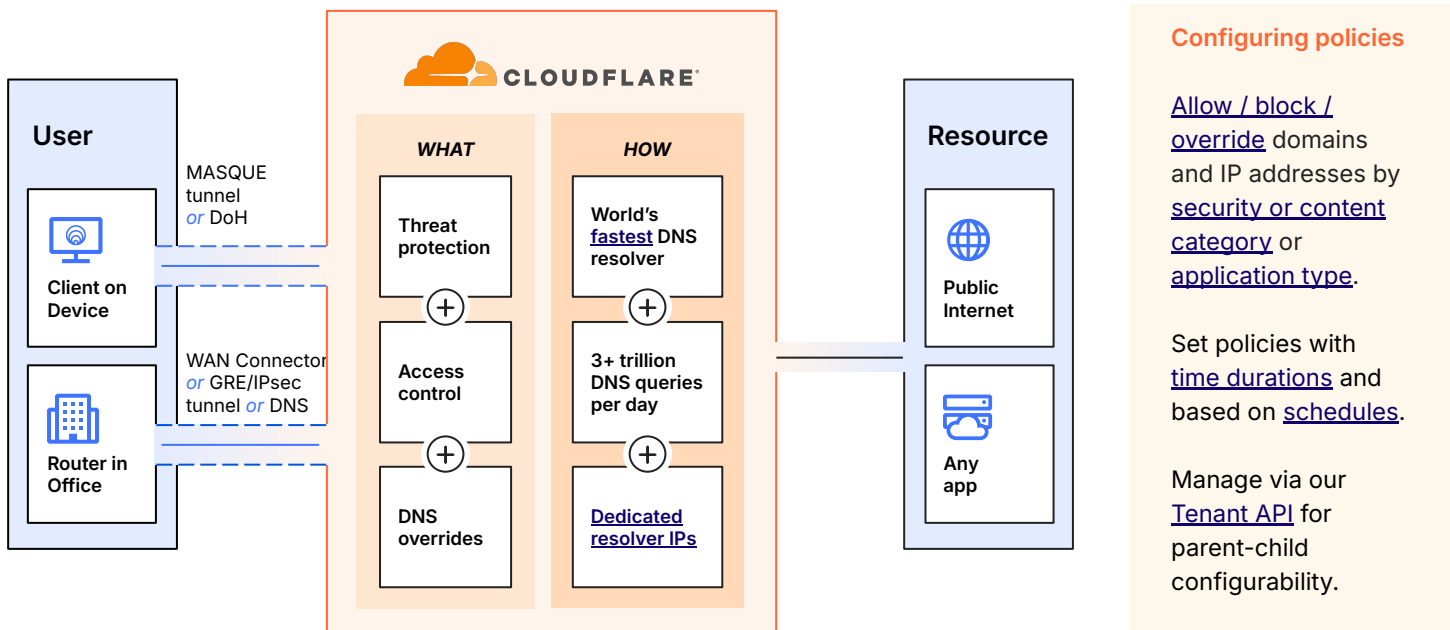 User
Client on
Device
Router in
Office
MASQUE
tunnel
or DoH
WAN Connector
or GRE/IPsec
tunnel or DNS
CLOUDFLARE
WHAT
Threat
protection
Access
control
DNS
overrides
HOW
World's
fastest DNS
resolver
3+ trillion
DNS queries
per day
Dedicated
resolver IPs
Resource
Public
Internet
Any
app
Configuring policies
Allow / block /
override domains
and IP addresses by
security or content
category or
application type.
Set policies with
time durations and
based on schedules.
Manage via our
Tenant API for
parent-child
configurability.